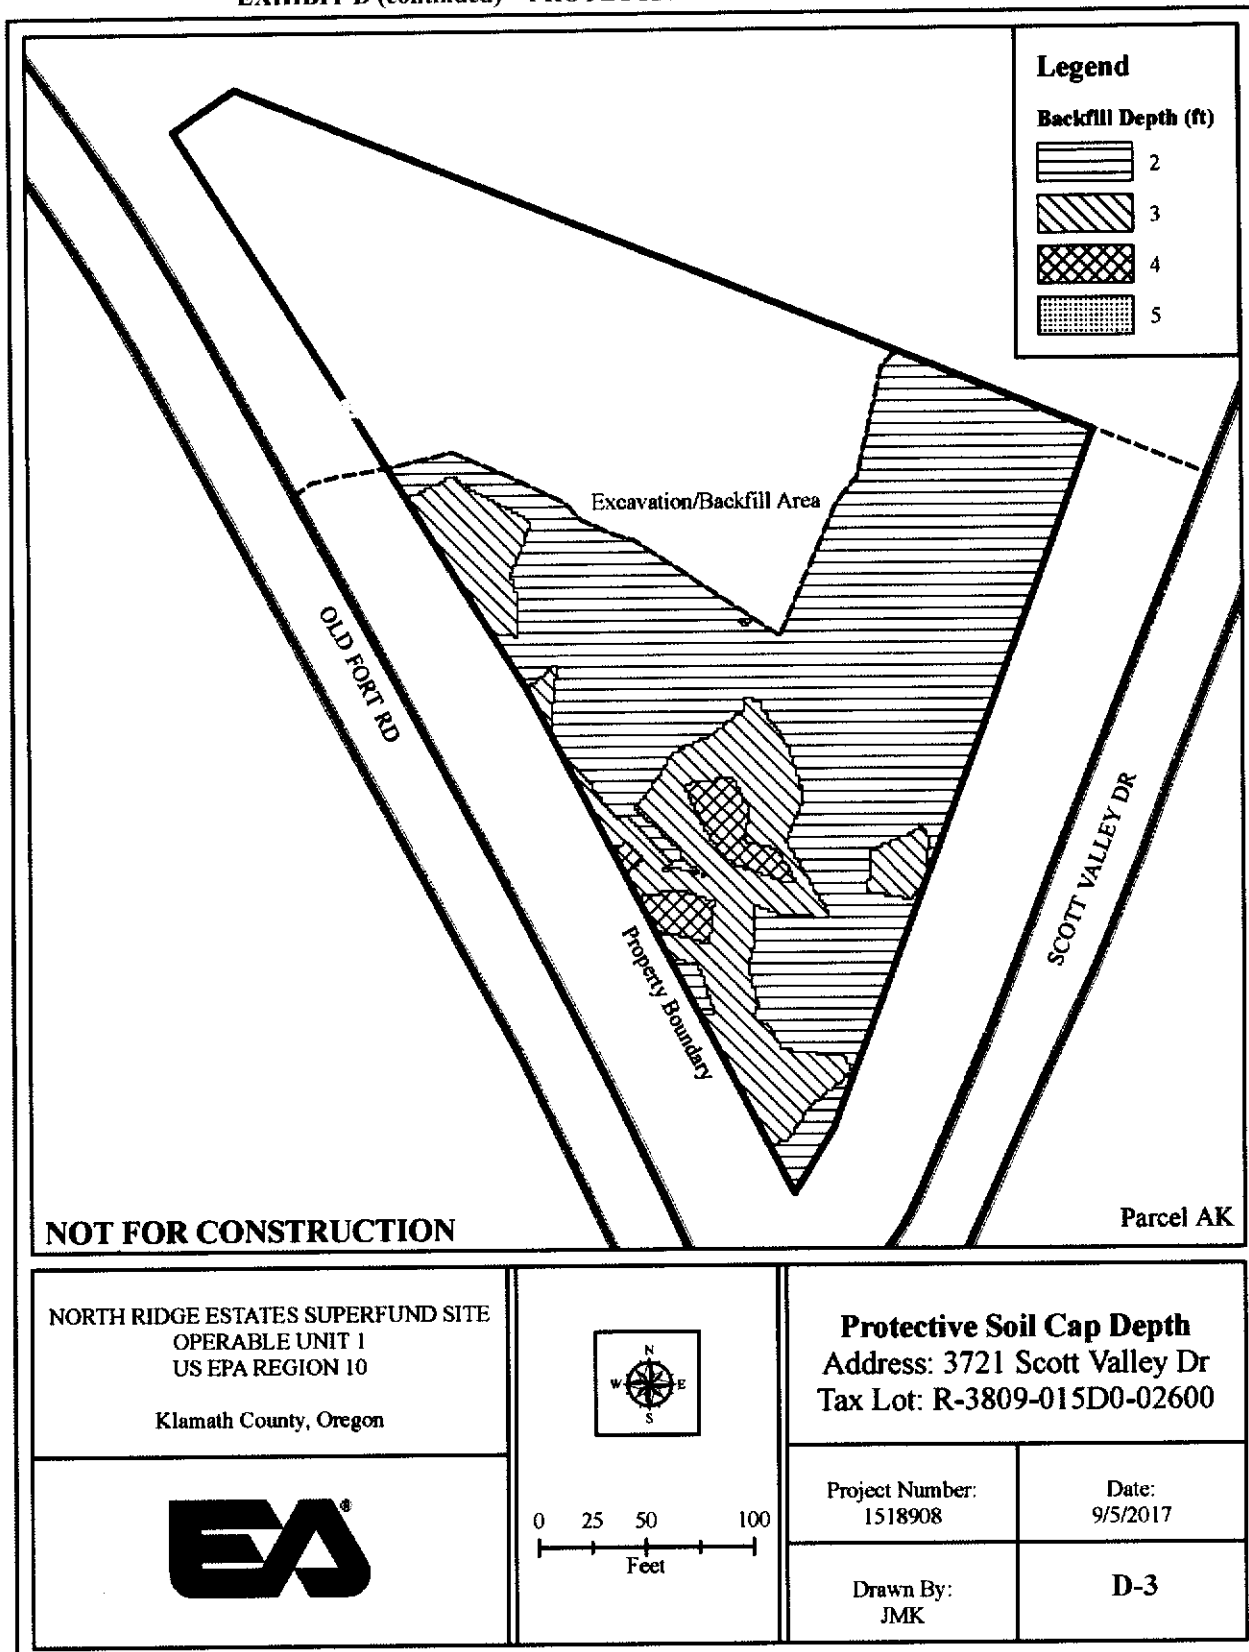 EXHIBIT D (continued)
Legend
Backfill Depth (ft)
2
3
4
5
Excavation/Backfill Area
OLD FORT RD
SCOTT VALLEY DR
Property Boundary
NOT FOR CONSTRUCTION
Parcel AK
NORTH RIDGE ESTATES SUPERFUND SITE
OPERABLE UNIT 1
US EPA REGION 10
Klamath County, Oregon
N
W E
S
0 25 50 100
Feet
EA®
Protective Soil Cap Depth
Address: 3721 Scott Valley Dr
Tax Lot: R-3809-015D0-02600
Project Number:
1518908
Date:
9/5/2017
Drawn By:
JMK
D-3